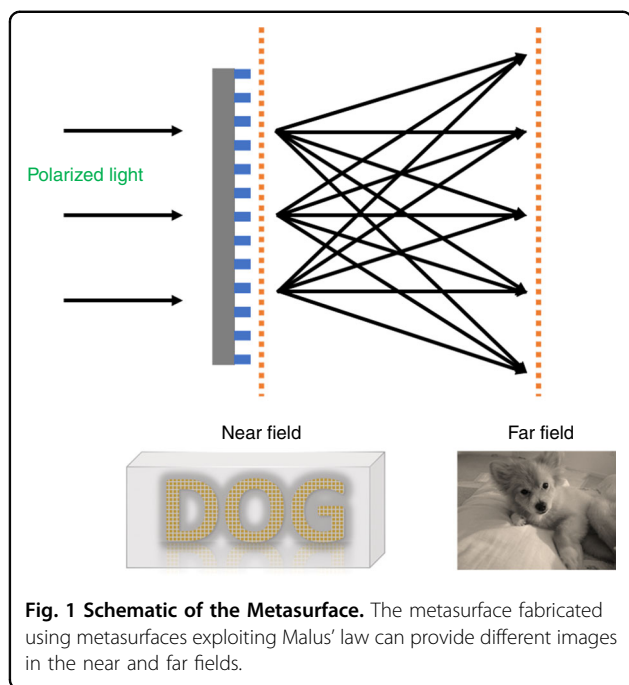 Polarized light
Near field
Far field
DOG
Fig. 1 Schematic of the Metasurface. The metasurface fabricated
using metasurfaces exploiting Malus’ law can provide different images
in the near and far fields.